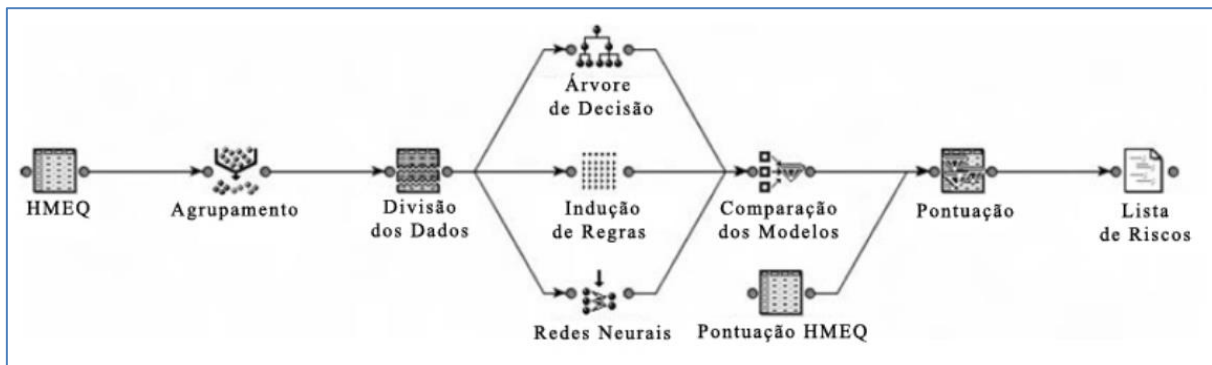 Árvore
de Decisão
HMEQ
Agrupamento
Divisão
dos Dados
Indução
de Regras
Comparação
dos Modelos
Pontuação
Lista
de Riscos
Redes Neurais
Pontuação HMEQ